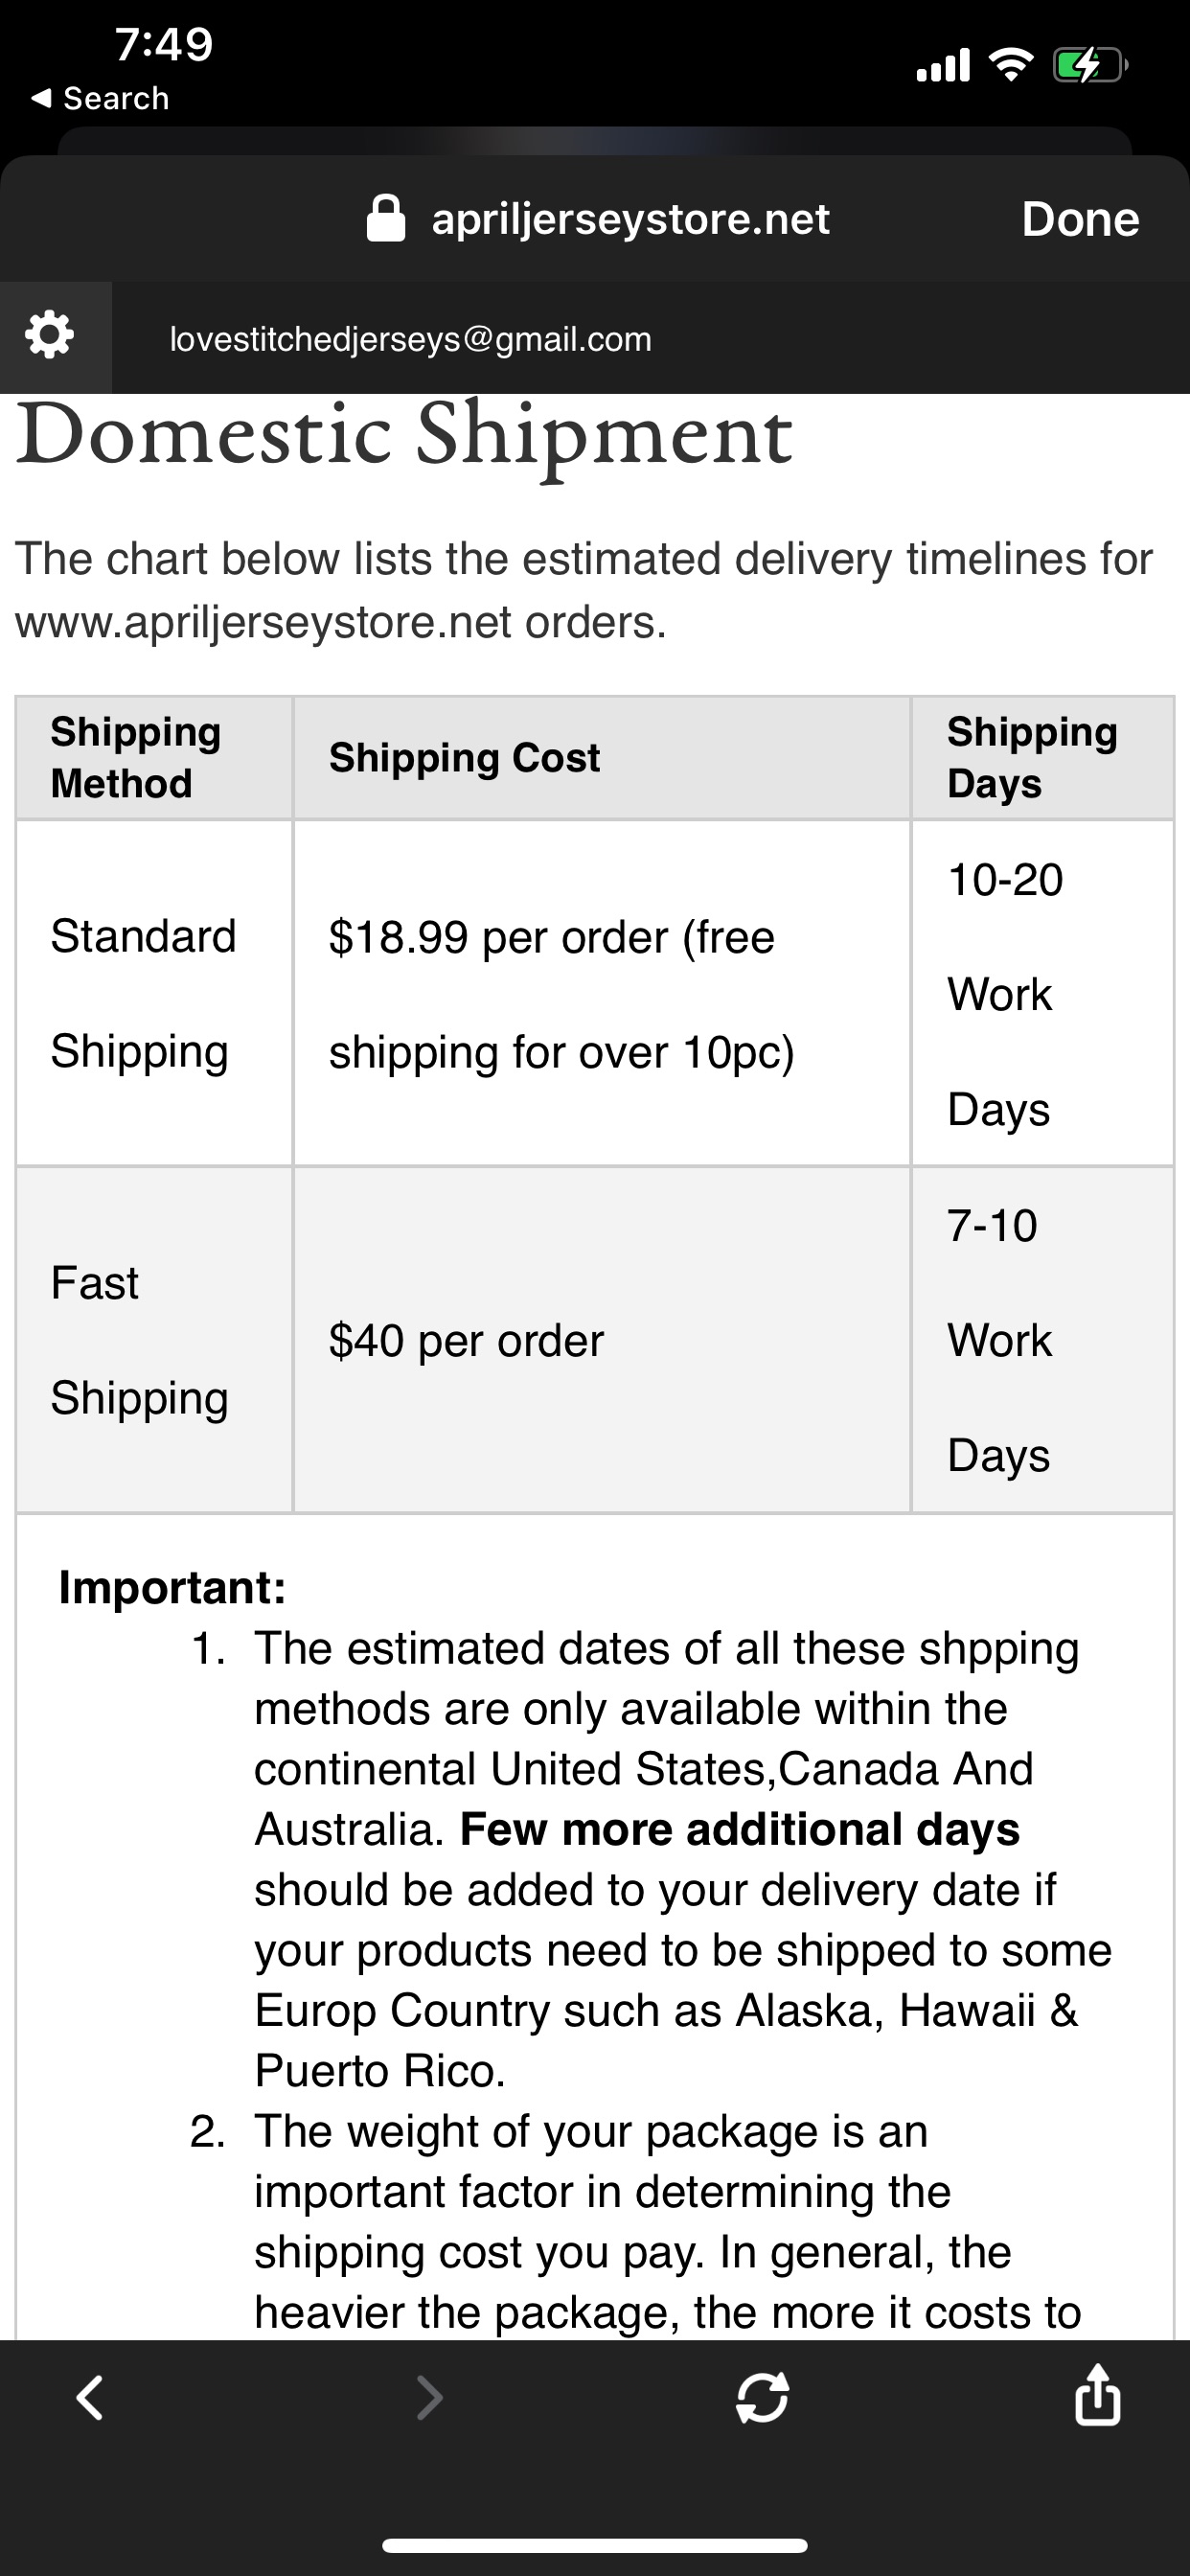 7:49
◀ Search
apriljerseystore.net
Done
lovestitchedjerseys@gmail.com
Domestic Shipment
The chart below lists the estimated delivery timelines for
www.apriljerseystore.net orders.
Shipping
Method
Shipping Cost
Shipping
Days
Standard
Shipping
$18.99 per order (free
shipping for over 10pc)
10-20
Work
Days
Fast
Shipping
$40 per order
7-10
Work
Days
Important:
1. The estimated dates of all these shpping
methods are only available within the
continental United States,Canada And
Australia. Few more additional days
should be added to your delivery date if
your products need to be shipped to some
Europ Country such as Alaska, Hawaii &
Puerto Rico.
2. The weight of your package is an
important factor in determining the
shipping cost you pay. In general, the
heavier the package, the more it costs to